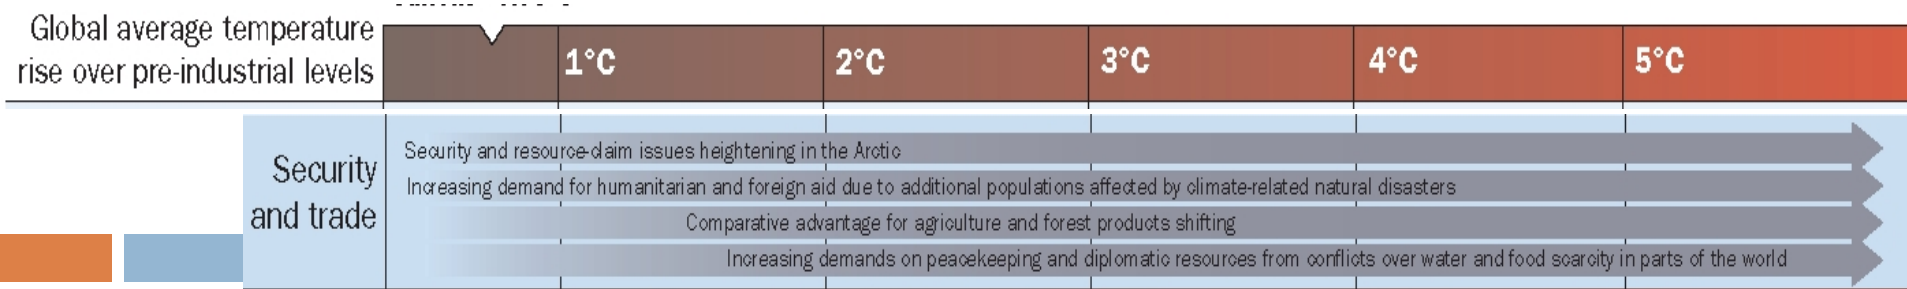 Global average temperature
rise over pre-industrial levels
1°C
2°C
3°C
4°C
5°C
Security
and trade
Security and resource-claim issues heightening in the Arctic
Increasing demand for humanitarian and foreign aid due to additional populations affected by climate-related natural disasters
Comparative advantage for agriculture and forest products shifting
Increasing demands on peacekeeping and diplomatic resources from conflicts over water and food scarcity in parts of the world